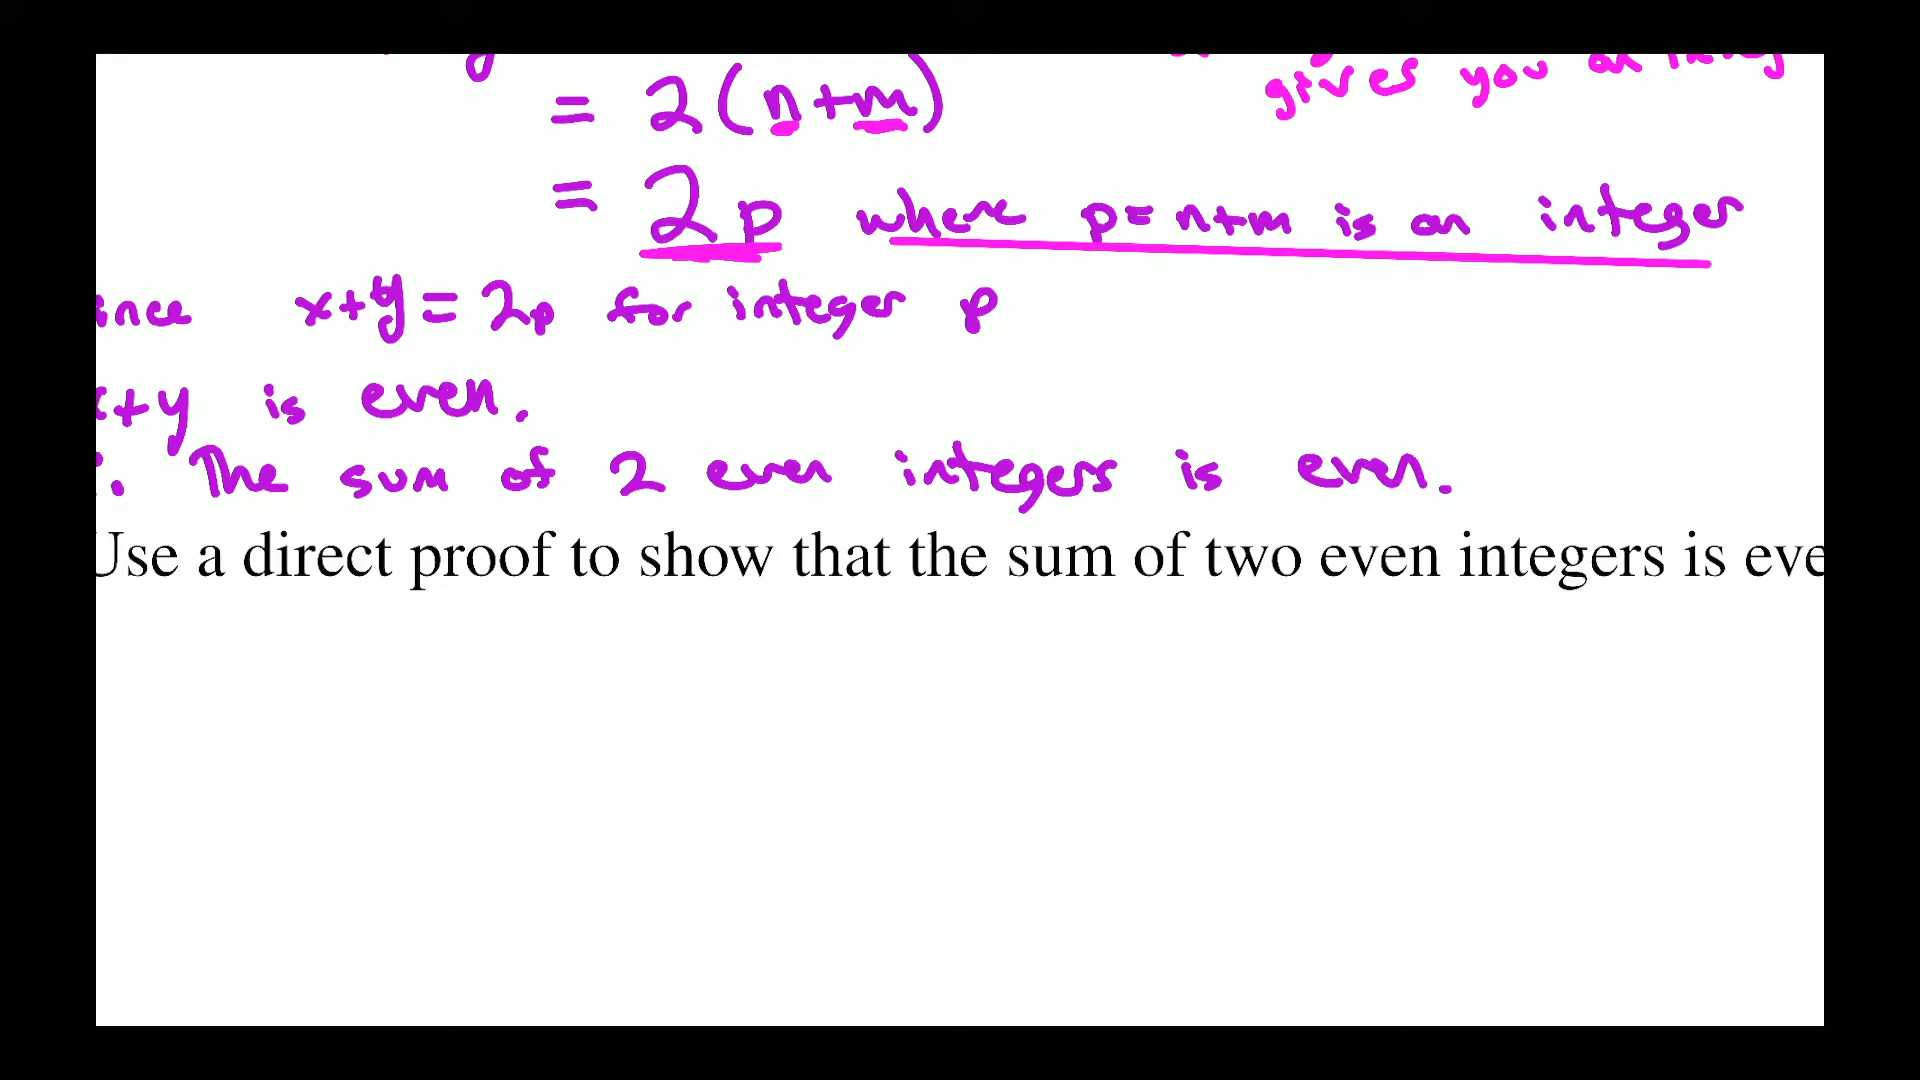 = 2(n+m)
gives you an integ
= 2p where p=n+m is an integer
ince x+y=2p for integer p
x+y is even.
∴ The sum of 2 even integers is even.
Use a direct proof to show that the sum of two even integers is eve